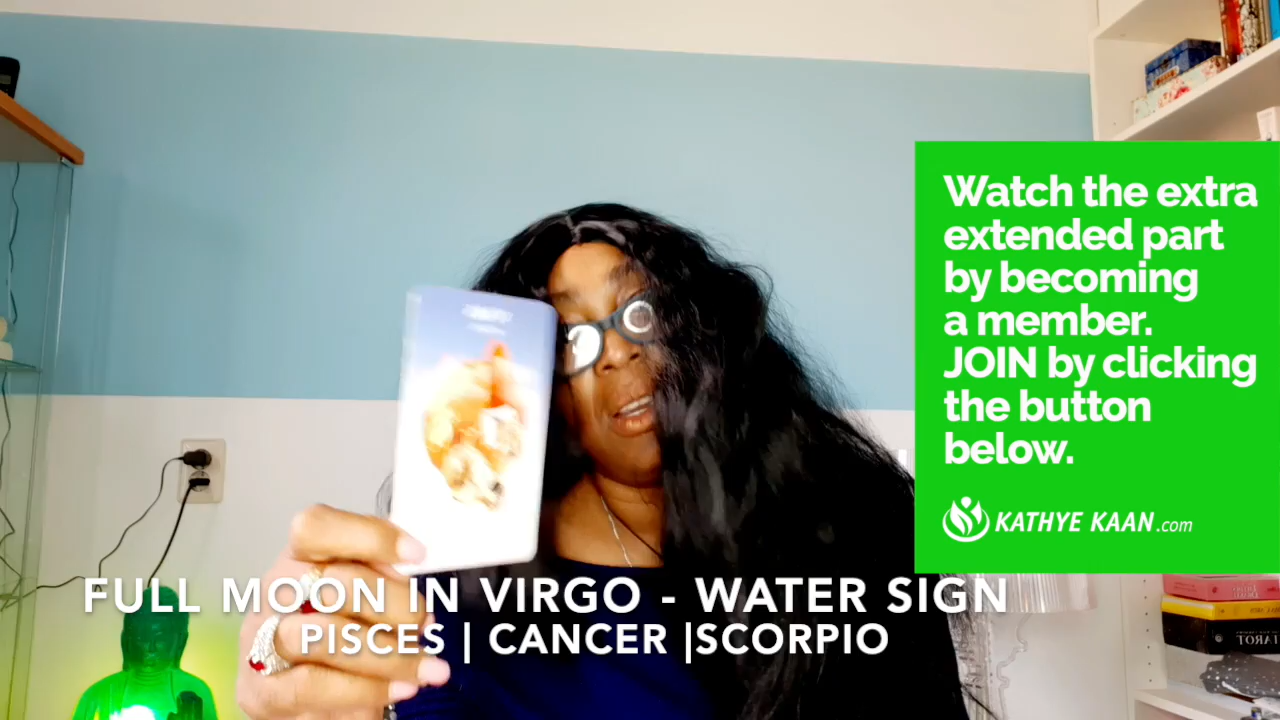 Watch the extra
extended part
by becoming
a member.
JOIN by clicking
the button
below.
KATHYE KAAN.com
FULL MOON IN VIRGO - WATER SIGN
PISCES | CANCER |SCORPIO
TAROT